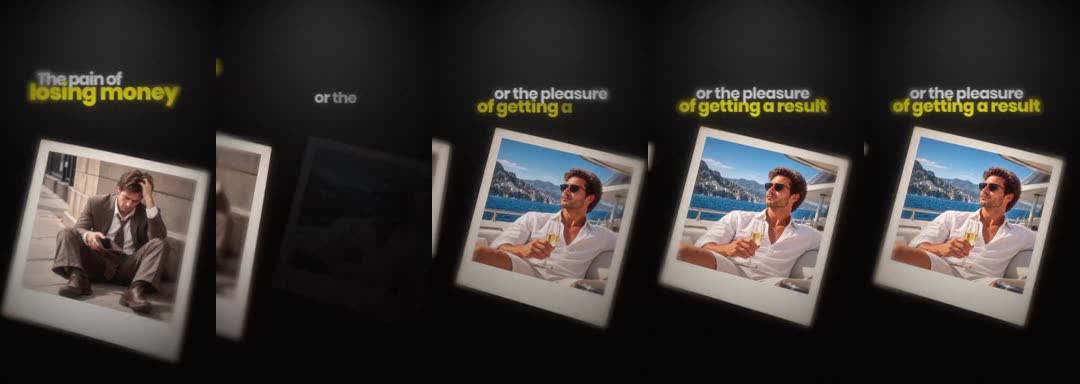 The pain of
losing money
or the
or the pleasure
of getting a
or the pleasure
of getting a result
or the pleasure
of getting a result